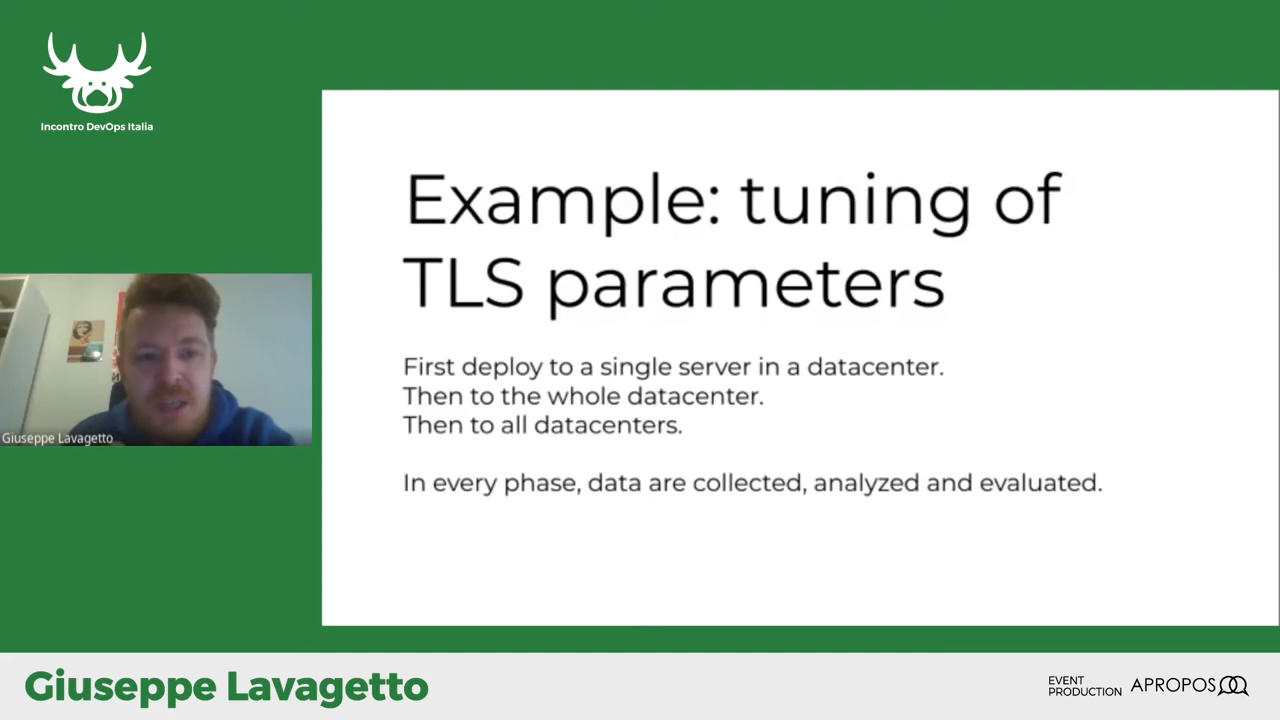 Incontro DevOps Italia
Example: tuning of
TLS parameters
First deploy to a single server in a datacenter.
Then to the whole datacenter.
Then to all datacenters.
In every phase, data are collected, analyzed and evaluated.
Giuseppe Lavagetto
Giuseppe Lavagetto
EVENT
PRODUCTION
APROPOS